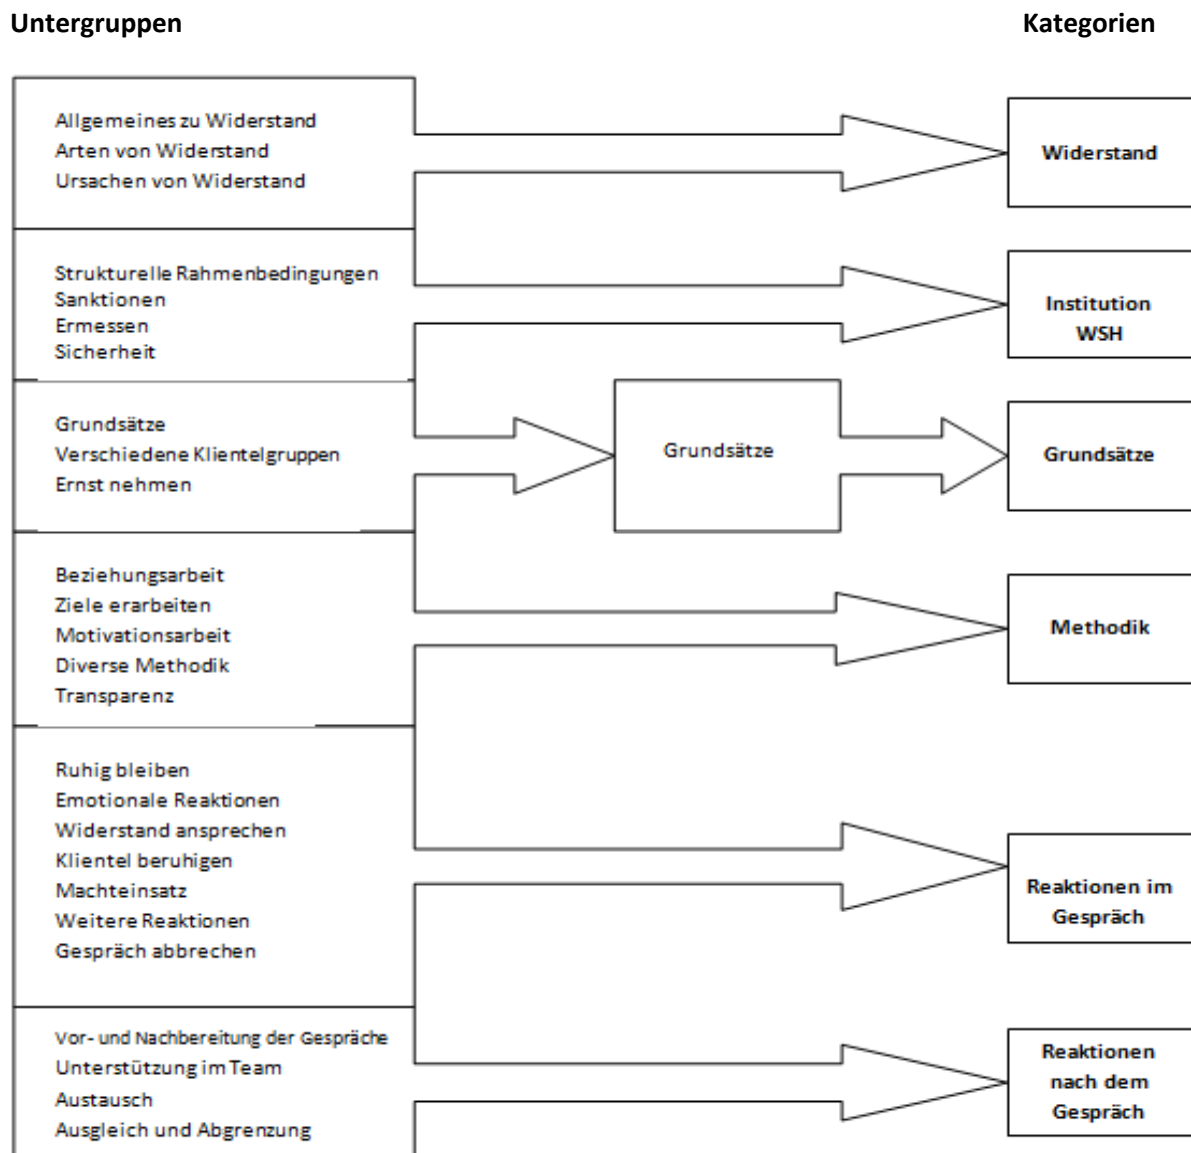 Untergruppen
Kategorien
Allgemeines zu Widerstand
Arten von Widerstand
Ursachen von Widerstand
Widerstand
Strukturelle Rahmenbedingungen
Sanktionen
Ermessen
Sicherheit
Institution
WSH
Grundsätze
Verschiedene Klientelgruppen
Ernst nehmen
Grundsätze
Grundsätze
Beziehungsarbeit
Ziele erarbeiten
Motivationsarbeit
Diverse Methodik
Transparenz
Methodik
Ruhig bleiben
Emotionale Reaktionen
Widerstand ansprechen
Klientel beruhigen
Machteinsatz
Weitere Reaktionen
Gespräch abbrechen
Reaktionen im
Gespräch
Vor- und Nachbereitung der Gespräche
Unterstützung im Team
Austausch
Ausgleich und Abgrenzung
Reaktionen
nach dem
Gespräch